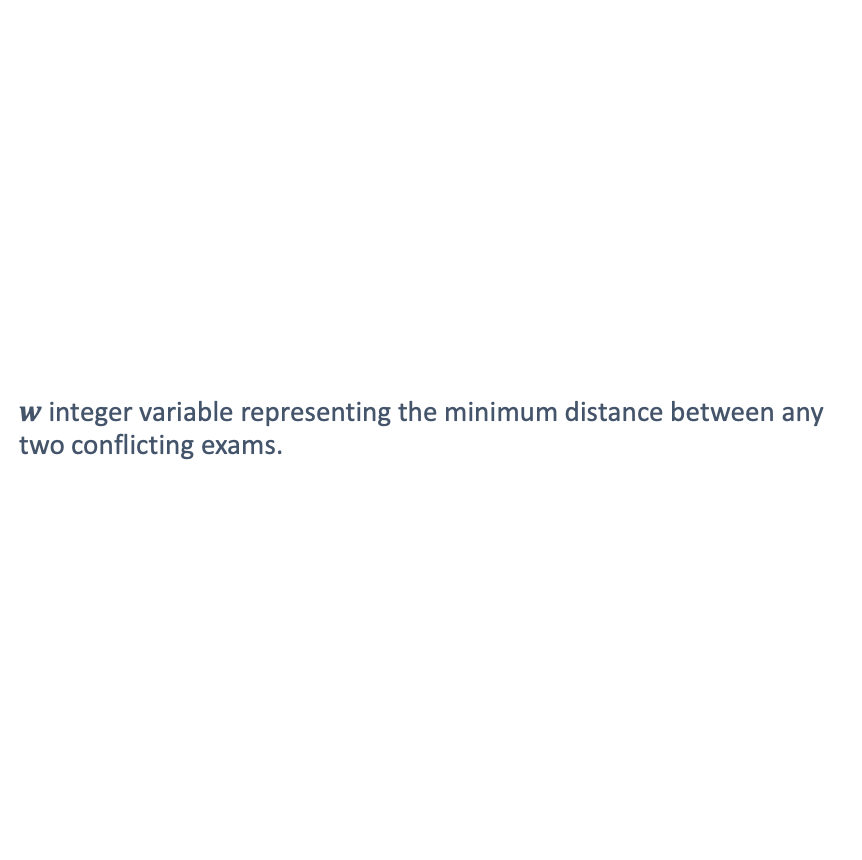 w integer variable representing the minimum distance between any
two conflicting exams.